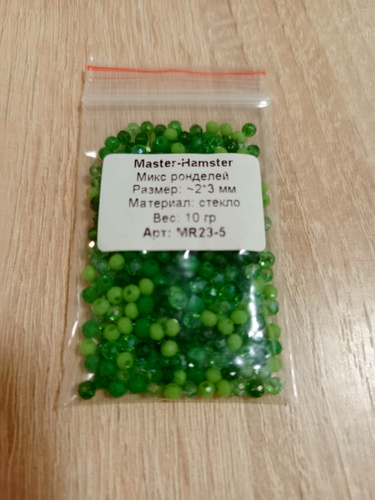 Master-Hamster
Микс ронделей
Размер: ~2*3 мм
Материал: стекло
Вес: 10 гр
Арт: MR23-5